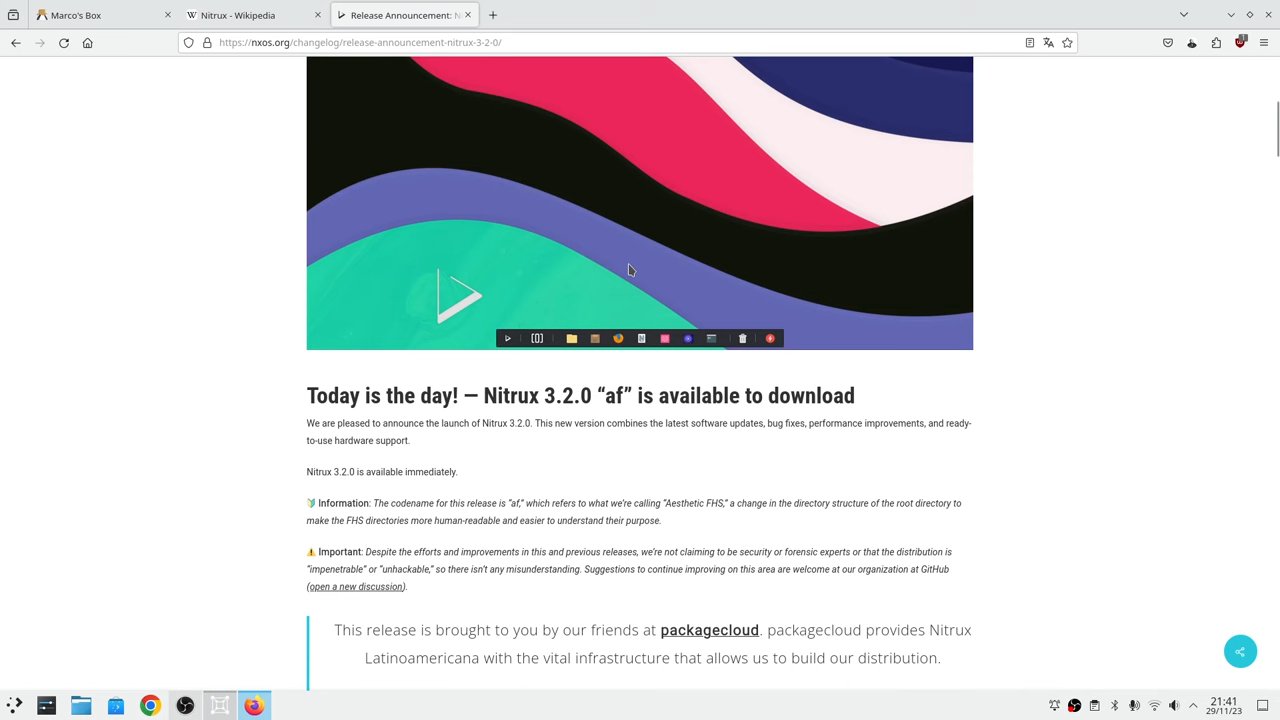 Marco's Box
Nitrux - Wikipedia
Release Announcement: N
https://nxos.org/changelog/release-announcement-nitrux-3-2-0/
1
Today is the day! — Nitrux 3.2.0 “af” is available to download
We are pleased to announce the launch of Nitrux 3.2.0. This new version combines the latest software updates, bug fixes, performance improvements, and ready-
to-use hardware support.
Nitrux 3.2.0 is available immediately.
Information: The codename for this release is “af,” which refers to what we’re calling “Aesthetic FHS,” a change in the directory structure of the root directory to
make the FHS directories more human-readable and easier to understand their purpose.
Important: Despite the efforts and improvements in this and previous releases, we’re not claiming to be security or forensic experts or that the distribution is
“impenetrable” or “unhackable,” so there isn’t any misunderstanding. Suggestions to continue improving on this area are welcome at our organization at GitHub
(open a new discussion).
This release is brought to you by our friends at packagecloud. packagecloud provides Nitrux
Latinoamericana with the vital infrastructure that allows us to build our distribution.
21:41
29/11/23